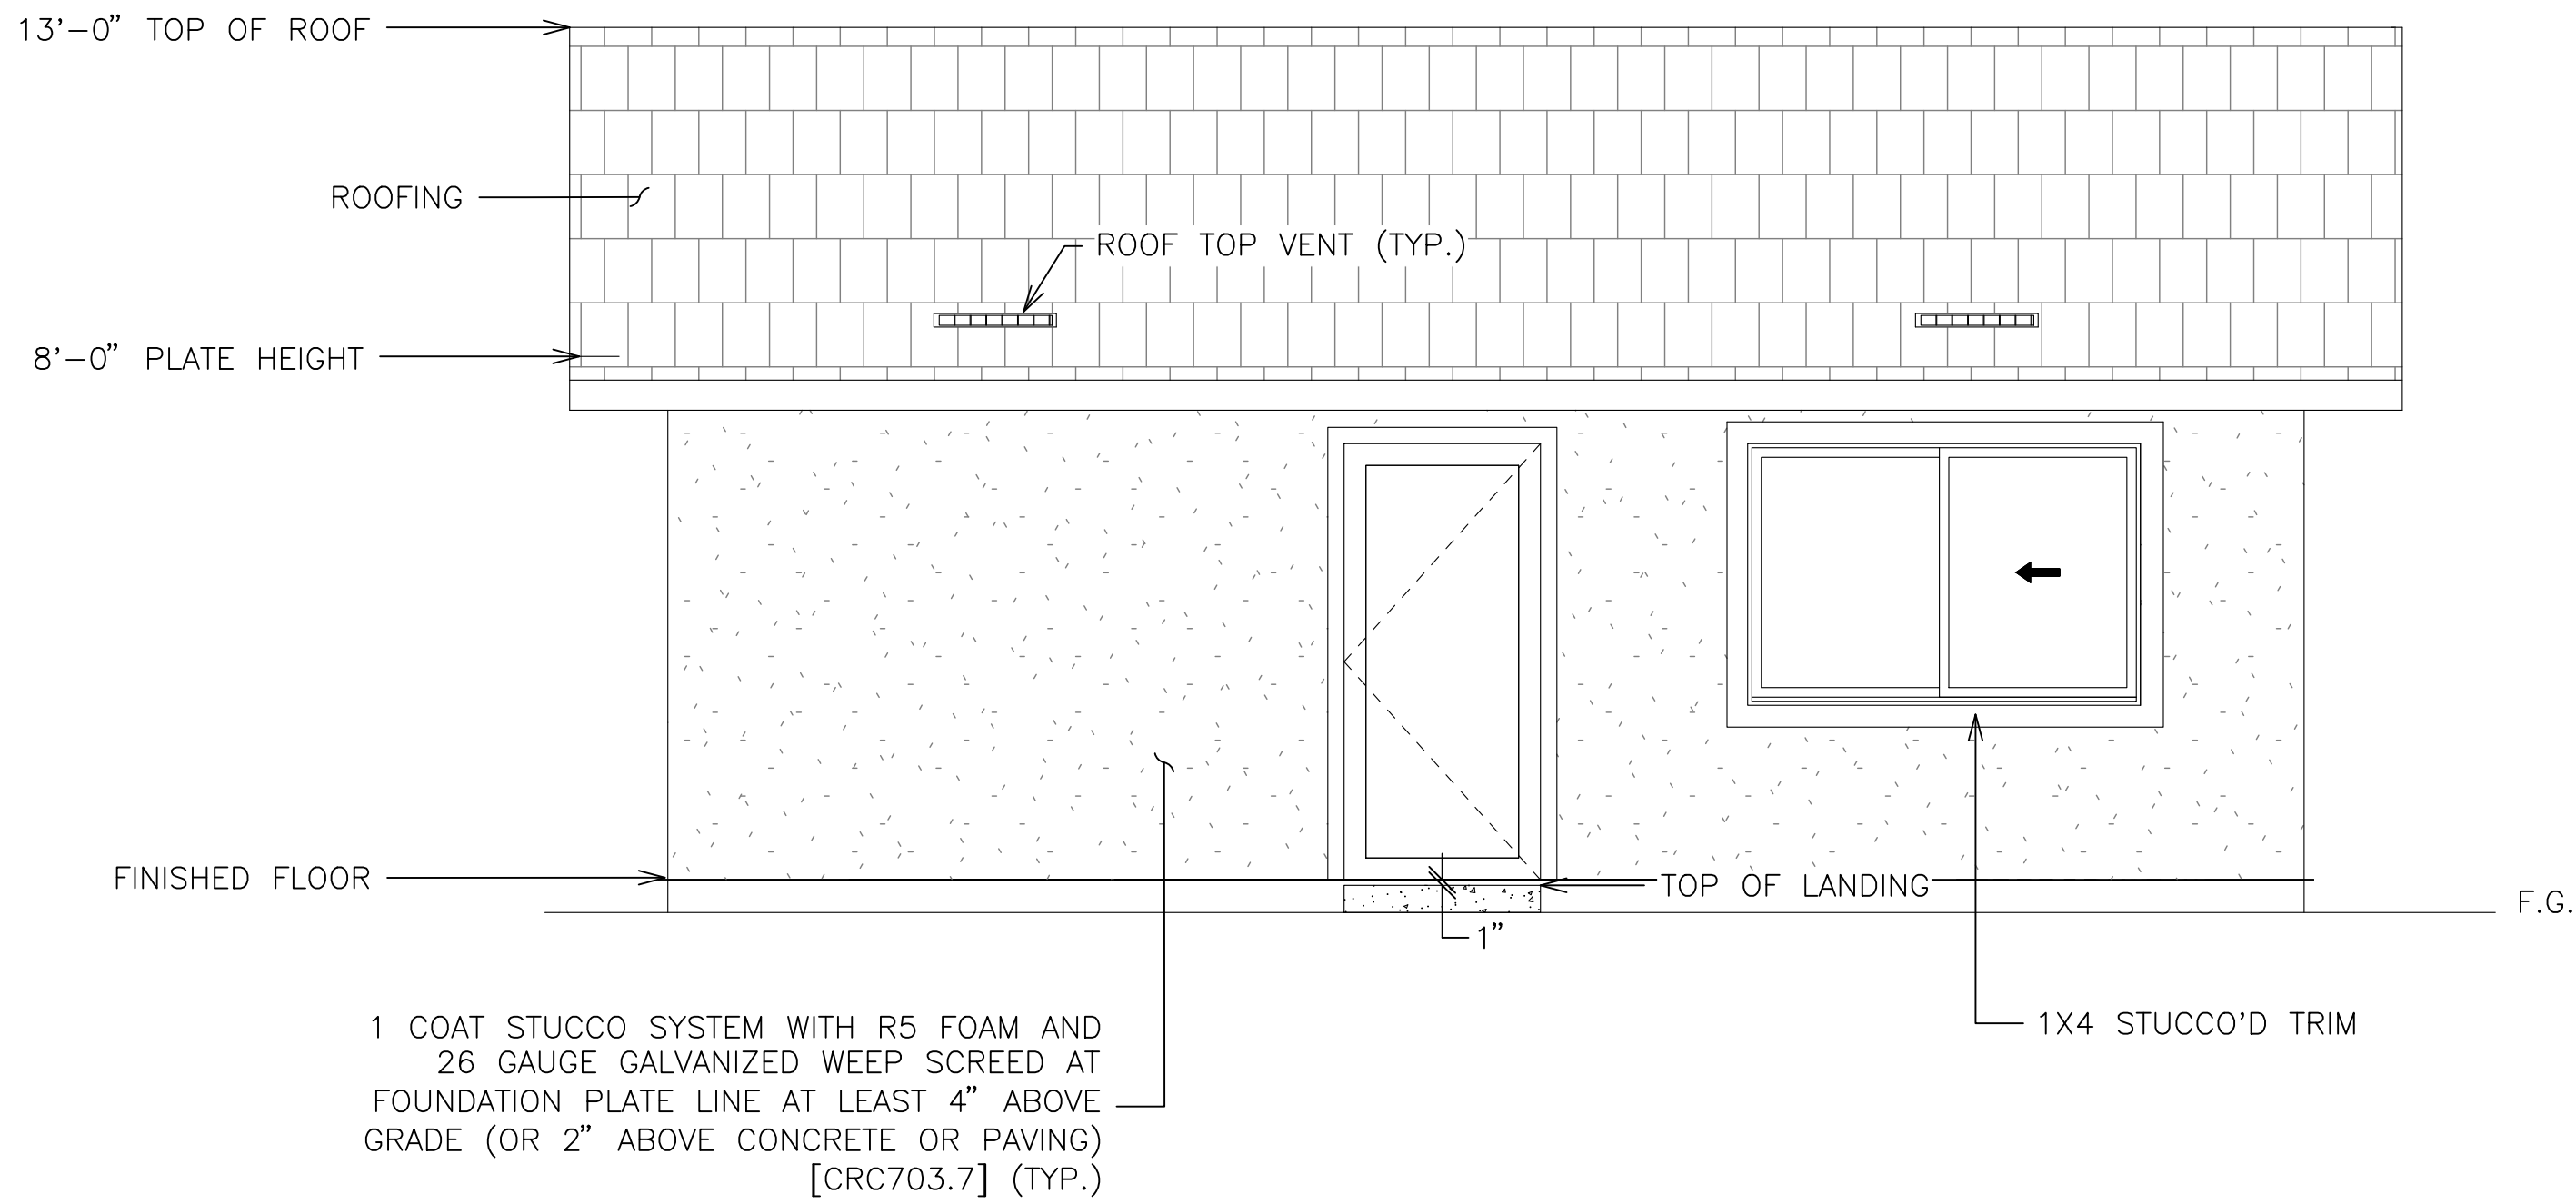 13'-0" TOP OF ROOF
ROOFING
ROOF TOP VENT (TYP.)
8'-0" PLATE HEIGHT
FINISHED FLOOR
TOP OF LANDING
F.G.
1"
1 COAT STUCCO SYSTEM WITH R5 FOAM AND
26 GAUGE GALVANIZED WEEP SCREED AT
FOUNDATION PLATE LINE AT LEAST 4" ABOVE
GRADE (OR 2" ABOVE CONCRETE OR PAVING)
[CRC703.7] (TYP.)
1X4 STUCCO'D TRIM